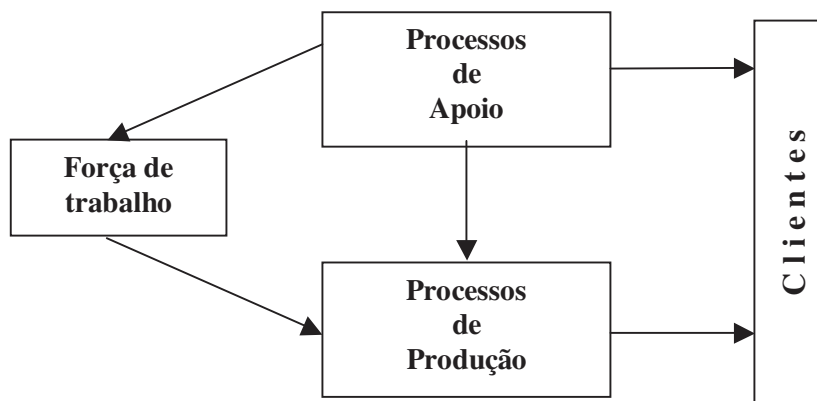 Processos
de
Apoio
Força de
trabalho
Processos
de
Produção
Clientes